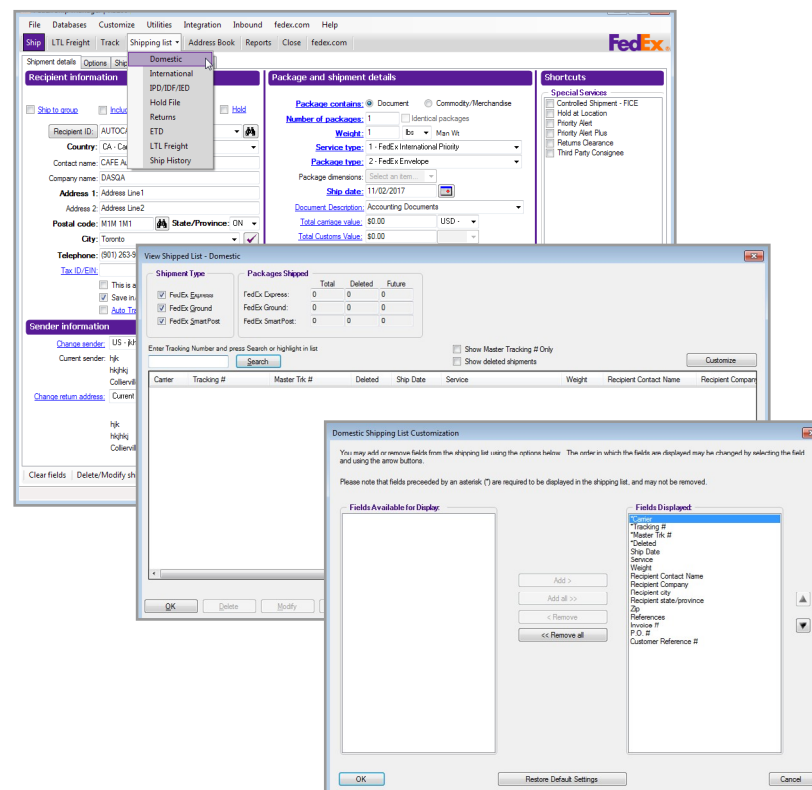 File Databases Customize Utilities Integration Inbound fedex.com Help
Ship LTL Freight Track Shipping list Address Book Reports Close fedex.com
FedEx.
Shipment details Options Ship
Domestic
International
IPD/IDF/IED
Hold File
Returns
ETD
LTL Freight
Ship History
Recipient information
Ship to group Hold
Recipient ID: AUTOCA
Country: CA - Ca
Contact name: CAFE AU
Company name: DASQA
Address 1: Address Line1
Address 2: Address Line2
Postal code: M1M 1M1 State/Province: ON
City: Toronto
Telephone: (901) 263-9
Tax ID/EIN:
This is a
Save in
Auto Tra
Sender information
Change sender: US - jkh
Current sender: hjk
hkjhkj
Colliervill
Change return address: Current
hjk
hkjhkj
Colliervill
Clear fields Delete/Modify sh
Package and shipment details
Package contains: Document Commodity/Merchandise
Number of packages: 1 Identical packages
Weight: 1 lbs Man Wt
Service type: 1 - FedEx International Priority
Package type: 2 - FedEx Envelope
Package dimensions: Select an item...
Ship date: 11/02/2017
Document Description: Accounting Documents
Total carriage value: $0.00 USD -
Total Customs Value: $0.00
Shortcuts
Special Services
Controlled Shipment - FICE
Hold at Location
Priority Alert
Priority Alert Plus
Returns Clearance
Third Party Consignee
View Shipped List - Domestic
Shipment Type
FedEx Express
FedEx Ground
FedEx SmartPost
Packages Shipped
Total Deleted Future
FedEx Express: 0 0 0
FedEx Ground: 0 0 0
FedEx SmartPost: 0 0 0
Enter Tracking Number and press Search or highlight in list
Search
Show Master Tracking # Only
Show deleted shipments
Customize
Carrier Tracking # Master Trk # Deleted Ship Date Service Weight Recipient Contact Name Recipient Company
OK Delete Modify
Domestic Shipping List Customization
You may add or remove fields from the shipping list using the options below. The order in which the fields are displayed may be changed by selecting the field
and using the arrow buttons.
Please note that fields preceeded by an asterisk (*) are required to be displayed in the shipping list, and may not be removed.
Fields Available for Display:
Add >
Add all >>
< Remove
<< Remove all
Fields Displayed:
*Carrier
*Tracking #
*Master Trk #
*Deleted
Ship Date
Service
Weight
Recipient Contact Name
Recipient Company
Recipient city
Recipient state/province
Zip
References
Invoice #
P.O. #
Customer Reference #
OK Restore Default Settings Cancel